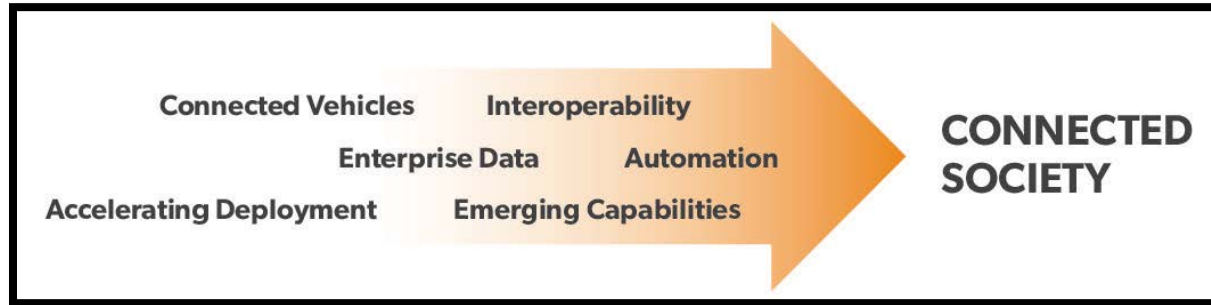 Connected Vehicles Interoperability
Enterprise Data Automation
Accelerating Deployment Emerging Capabilities
CONNECTED
SOCIETY